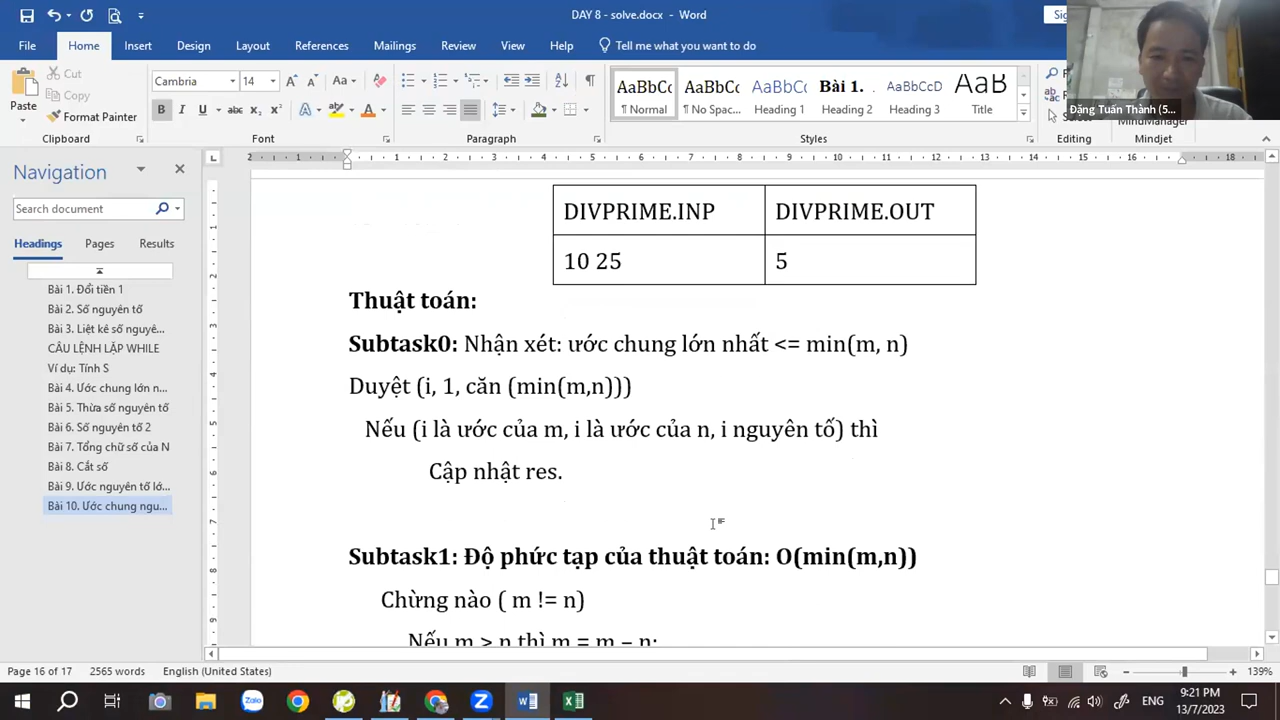 DAY 8 - solve.docx - Word
File Home Insert Design Layout References Mailings Review View Help Tell me what you want to do
Paste
Cut
Copy
Format Painter
Cambria 14
AaBbCc AaBbCc AaBbCc Bài 1. AaBbCcD AaB
¶ Normal ¶ No Spac... Heading 1 Heading 2 Heading 3 Title
Clipboard Font Paragraph Styles Editing
MindManager
Mindjet
Đăng Tuấn Thành (5...
Navigation
Search document
Headings Pages Results
Bài 1. Đổi tiền 1
Bài 2. Số nguyên tố
Bài 3. Liệt kê số nguyê...
CÂU LỆNH LẶP WHILE
Ví dụ: Tính S
Bài 4. Ước chung lớn n...
Bài 5. Thừa số nguyên tố
Bài 6. Số nguyên tố 2
Bài 7. Tổng chữ số của N
Bài 8. Cắt số
Bài 9. Ước nguyên tố lớ...
Bài 10. Ước chung ngu...
DIVPRIME.INP DIVPRIME.OUT
10 25 5
Thuật toán:
Subtask0: Nhận xét: ước chung lớn nhất <= min(m, n)
Duyệt (i, 1, căn (min(m,n)))
Nếu (i là ước của m, i là ước của n, i nguyên tố) thì
Cập nhật res.
Subtask1: Độ phức tạp của thuật toán: O(min(m,n))
Chừng nào ( m != n)
Nếu m > n thì m = m – n;
Page 16 of 17 2565 words English (United States) 139%
Zalo
ENG
9:21 PM
13/7/2023